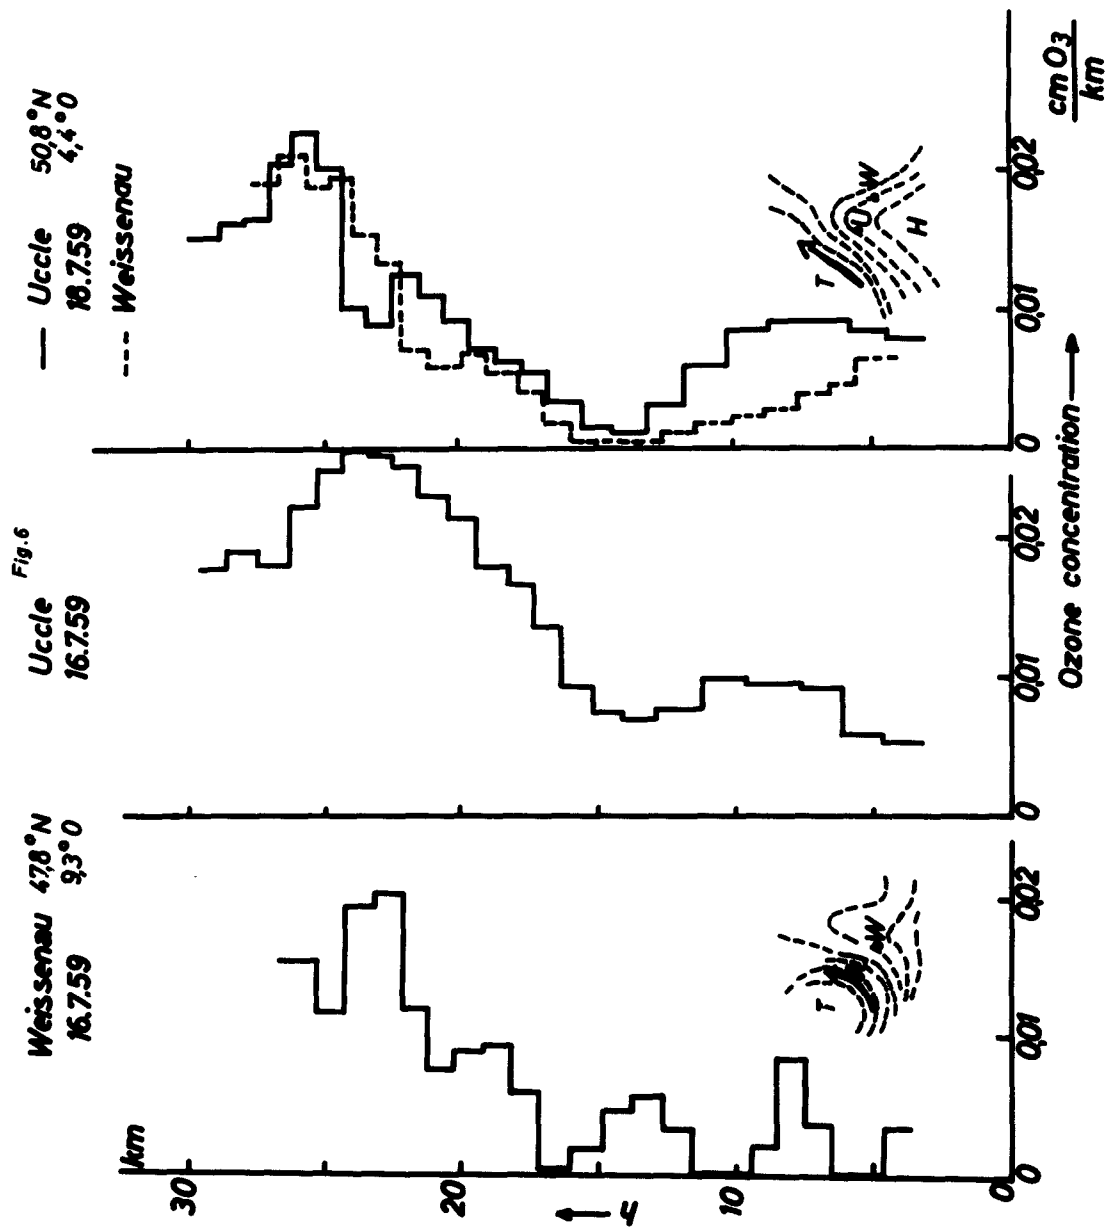 Fig. 6
Weissenau 47,8°N
16.7.59 9,3°O
Uccle
16.7.59
— Uccle 50,8°N
18.7.59 4,4°O
--- Weissenau
km
30
20
10
0
h
T
W
T
U
W
H
0 0,01 0,02
0 0,01 0,02
0 0,01 0,02
Ozone concentration →
cm O3
km